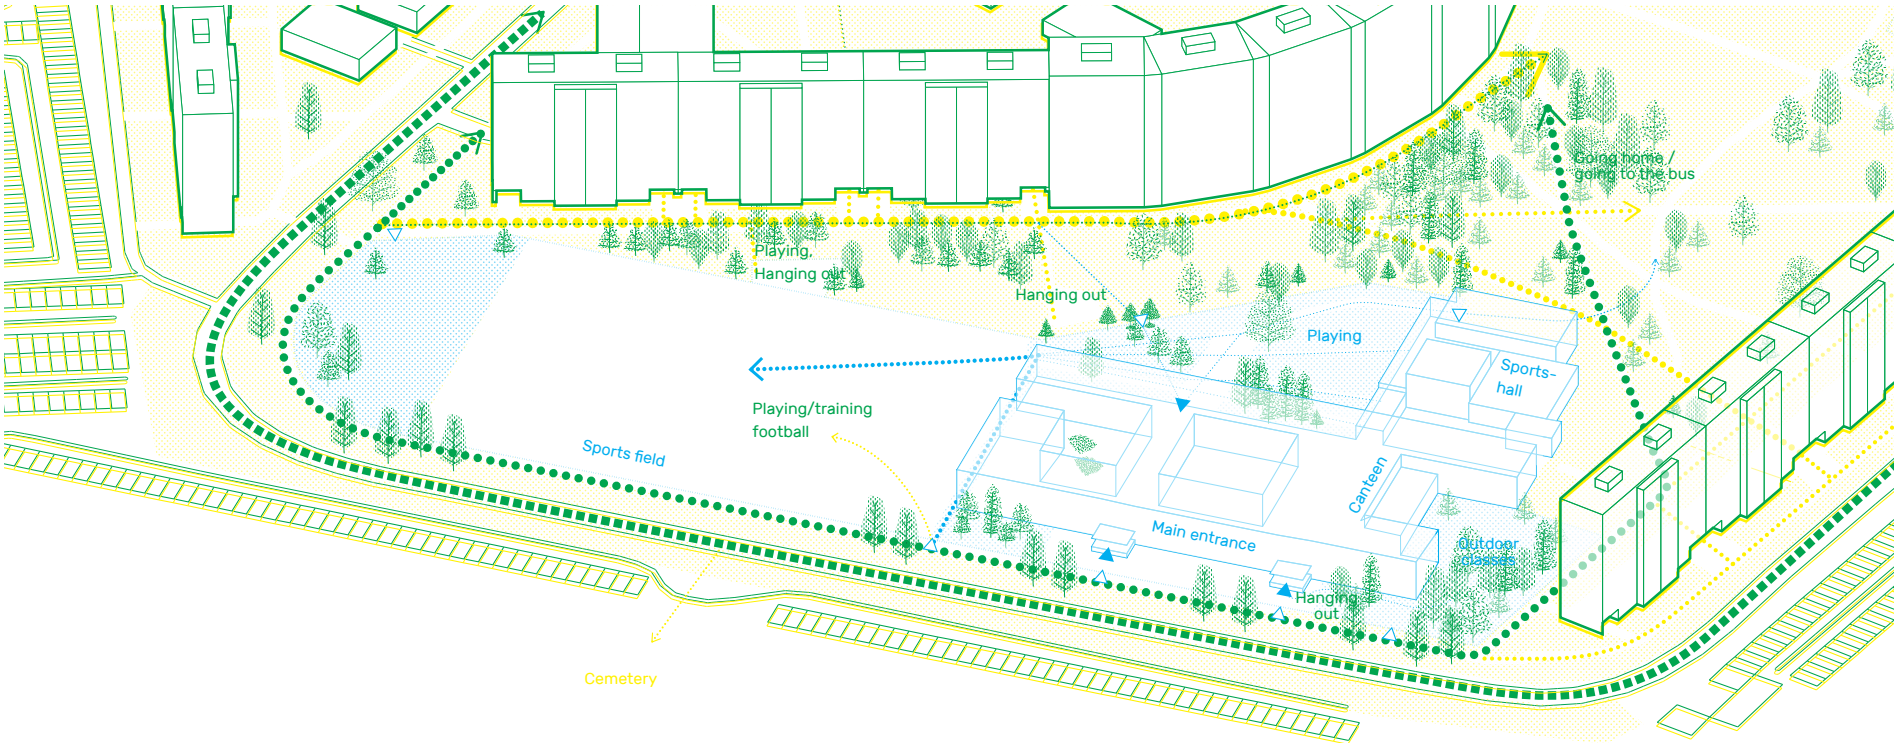 Going home /
going to the bus
Playing,
Hanging out
Hanging out
Playing
Sports-
hall
Playing/training
football
Sports field
Canteen
Main entrance
Outdoor
classes
Hanging
out
Cemetery